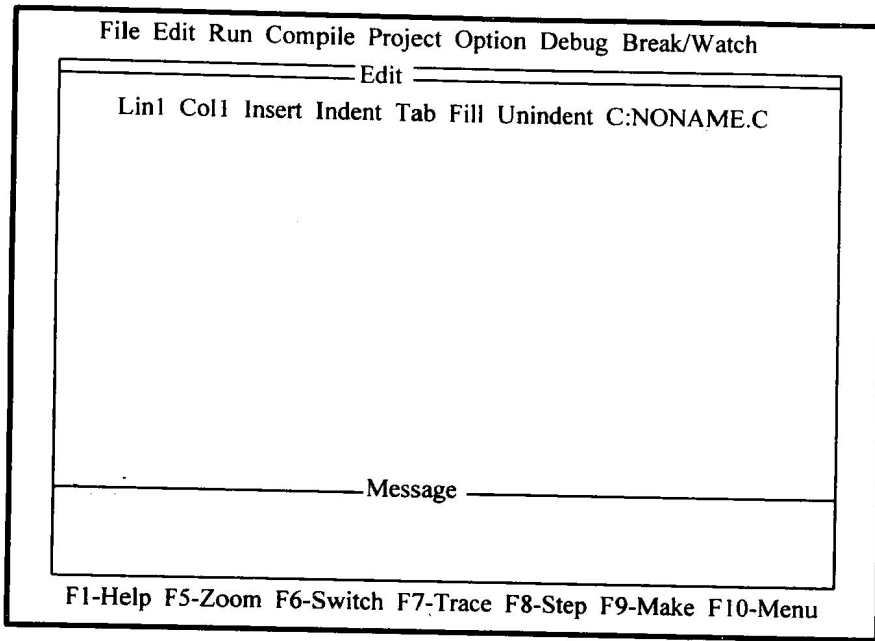 File Edit Run Compile Project Option Debug Break/Watch
Edit
Lin1 Col1 Insert Indent Tab Fill Unindent C:NONAME.C
Message
F1-Help F5-Zoom F6-Switch F7-Trace F8-Step F9-Make F10-Menu